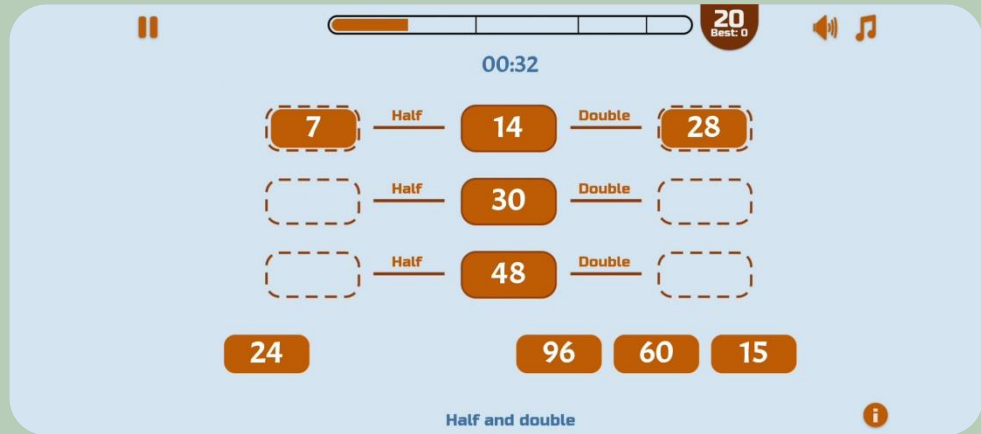 20
Best: 0
00:32
7 Half 14 Double 28
Half 30 Double
Half 48 Double
24 96 60 15
Half and double
i